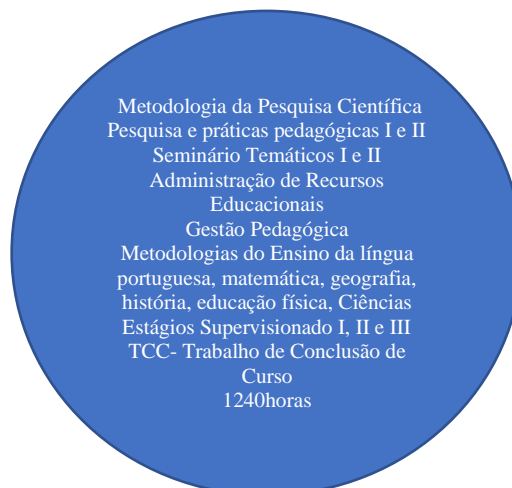 Metodologia da Pesquisa Científica
Pesquisa e práticas pedagógicas I e II
Seminário Temáticos I e II
Administração de Recursos
Educacionais
Gestão Pedagógica
Metodologias do Ensino da língua
portuguesa, matemática, geografia,
história, educação física, Ciências
Estágios Supervisionado I, II e III
TCC- Trabalho de Conclusão de
Curso
1240horas